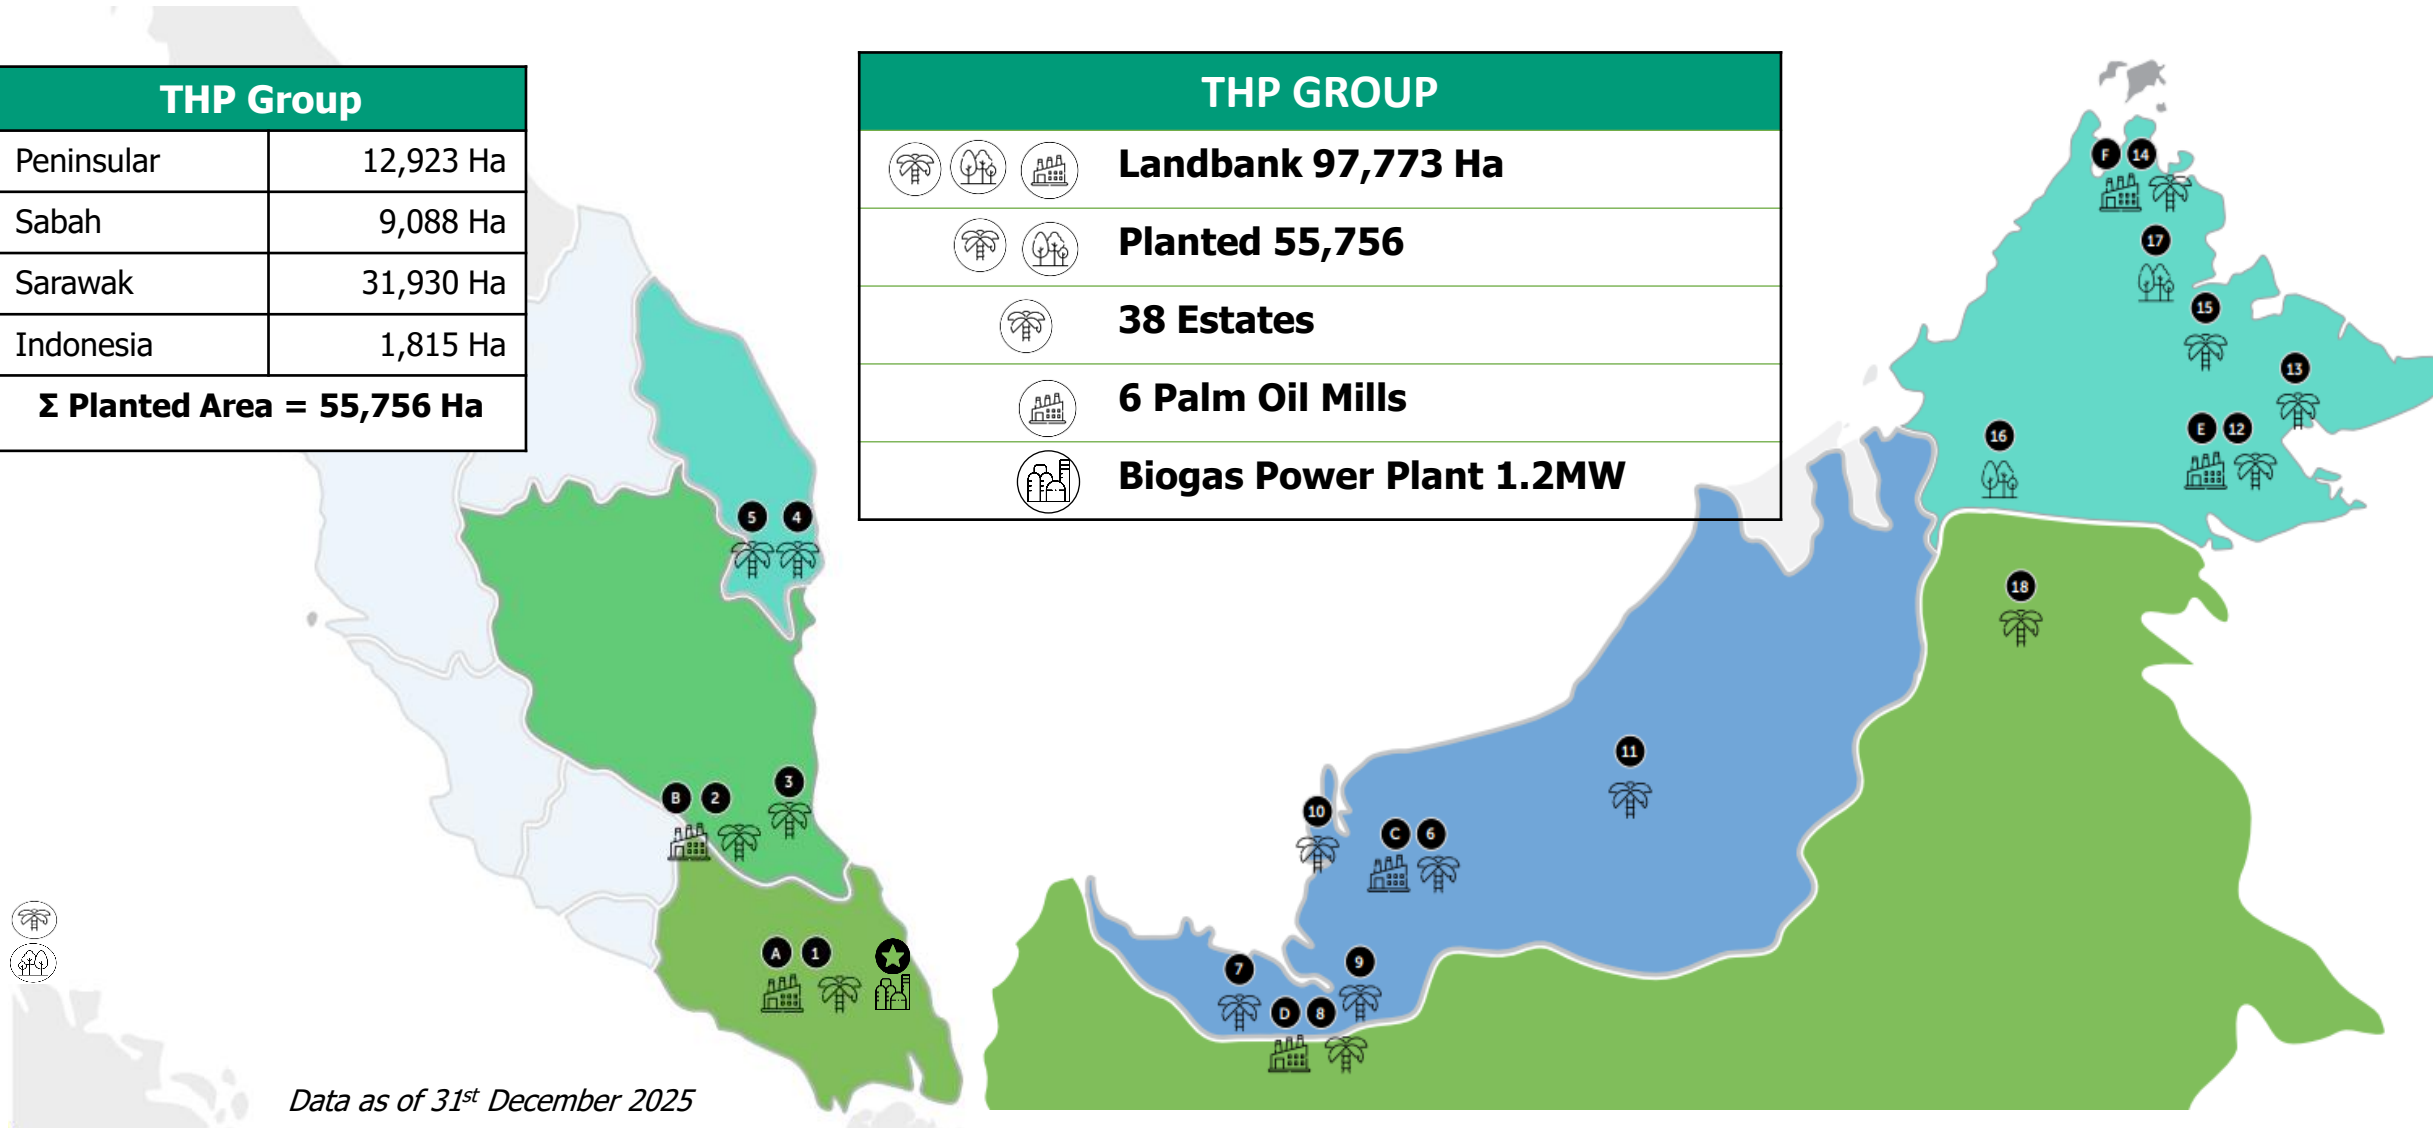 THP Group
Peninsular 12,923 Ha
Sabah 9,088 Ha
Sarawak 31,930 Ha
Indonesia 1,815 Ha
Σ Planted Area = 55,756 Ha
THP GROUP
Landbank 97,773 Ha
Planted 55,756
38 Estates
6 Palm Oil Mills
Biogas Power Plant 1.2MW
5 4
B 2
3
A 1
F 14
17
15
13
16
E 12
18
11
10
C 6
7
9
D 8
Data as of 31st December 2025